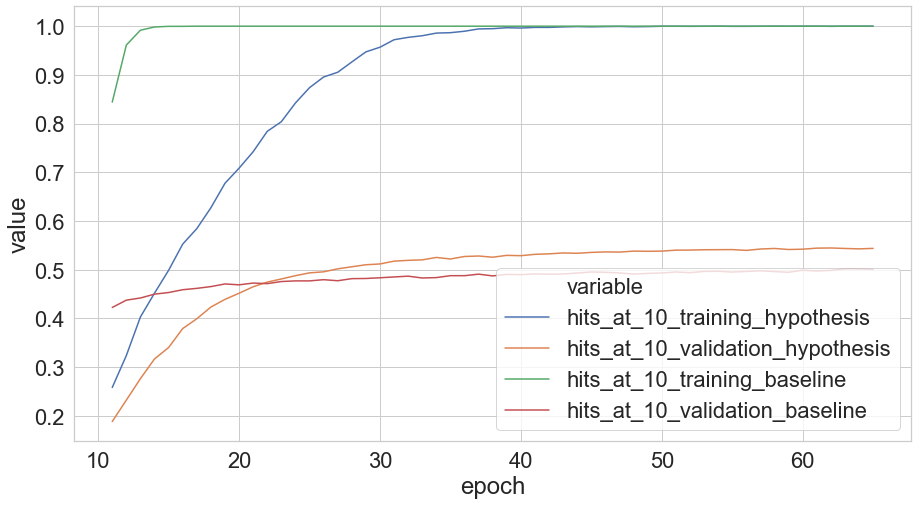 1.0
0.9
0.8
0.7
0.6
0.5
0.4
0.3
0.2
value
variable
hits_at_10_training_hypothesis
hits_at_10_validation_hypothesis
hits_at_10_training_baseline
hits_at_10_validation_baseline
10 20 30 40 50 60
epoch